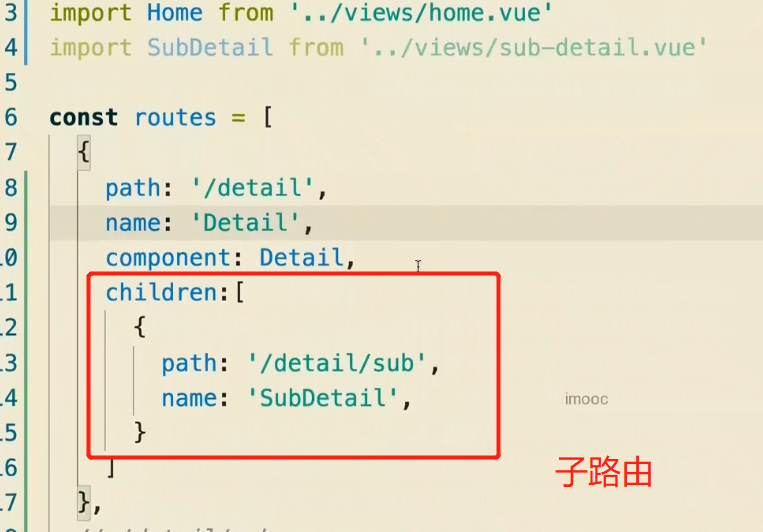 3 import Home from '../views/home.vue'
4 import SubDetail from '../views/sub-detail.vue'
5
6 const routes = [
7 {
8 path: '/detail',
9 name: 'Detail',
10 component: Detail,
11 children:[
12 {
13 path: '/detail/sub',
14 name: 'SubDetail',
imooc
15 }
16 ]
子路由
17 },